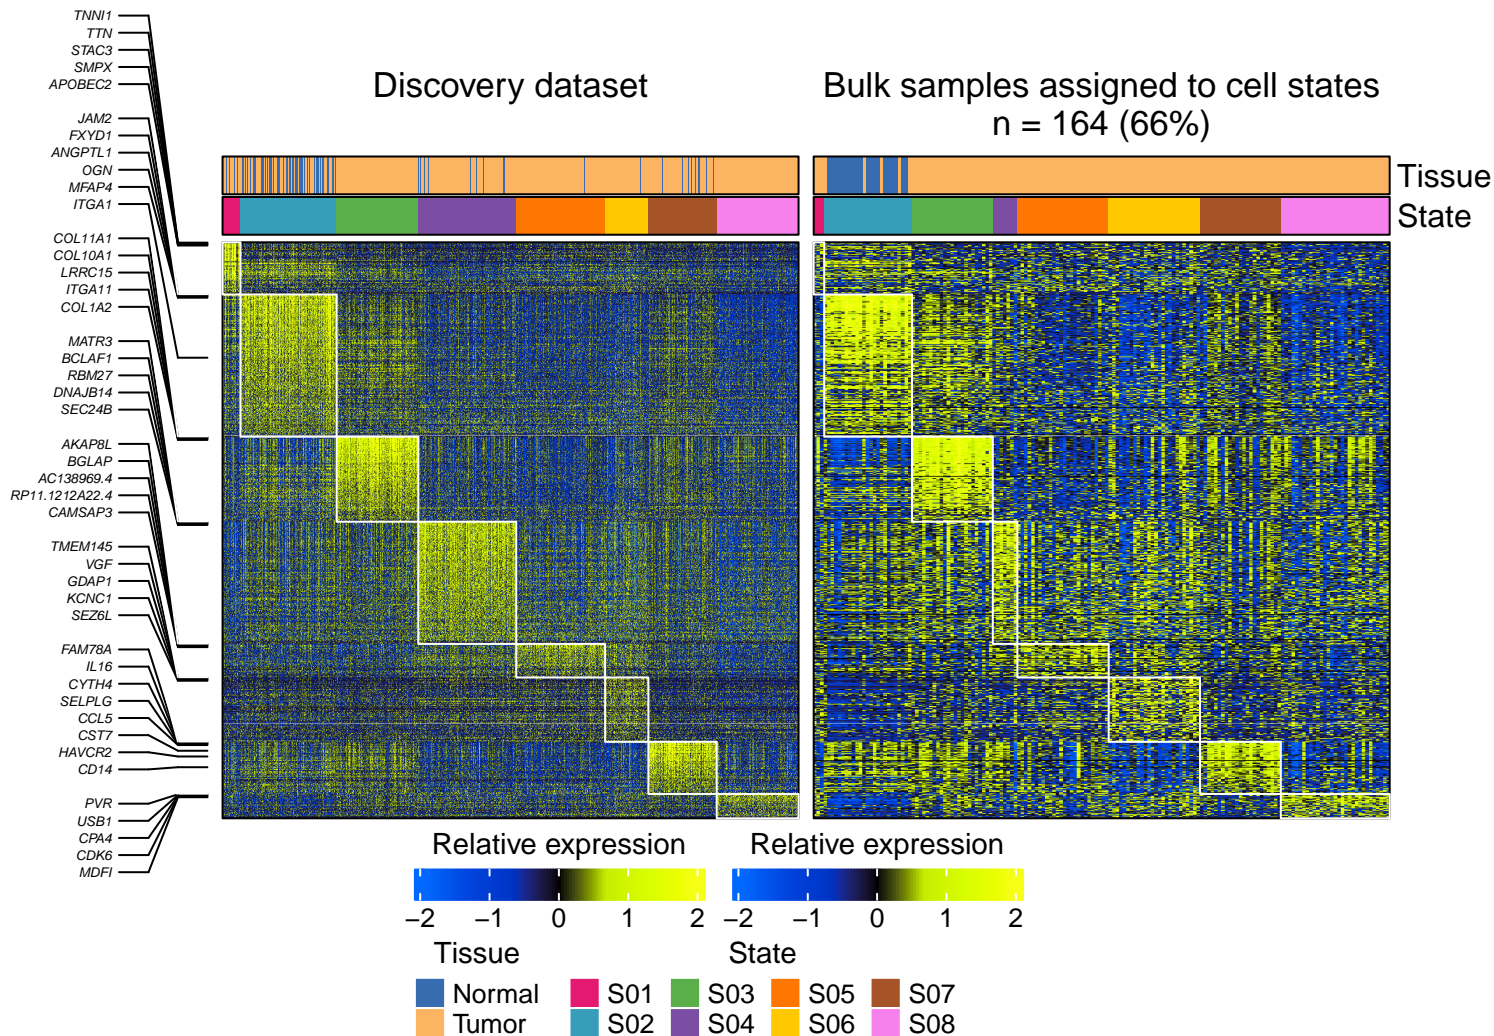 TNNI1
TTN
STAC3
SMPX
APOBEC2
JAM2
FXYD1
ANGPTL1
OGN
MFAP4
ITGA1
COL11A1
COL10A1
LRRC15
ITGA11
COL1A2
MATR3
BCLAF1
RBM27
DNAJB14
SEC24B
AKAP8L
BGLAP
AC138969.4
RP11.1212A22.4
CAMSAP3
TMEM145
VGF
GDAP1
KCNC1
SEZ6L
FAM78A
IL16
CYTH4
SELPLG
CCL5
CST7
HAVCR2
CD14
PVR
USB1
CPA4
CDK6
MDFI
Discovery dataset
Bulk samples assigned to cell states
n = 164 (66%)
Tissue
State
Relative expression
−2 −1 0 1 2
Relative expression
−2 −1 0 1 2
Tissue
Normal
Tumor
State
S01 S03 S05 S07
S02 S04 S06 S08